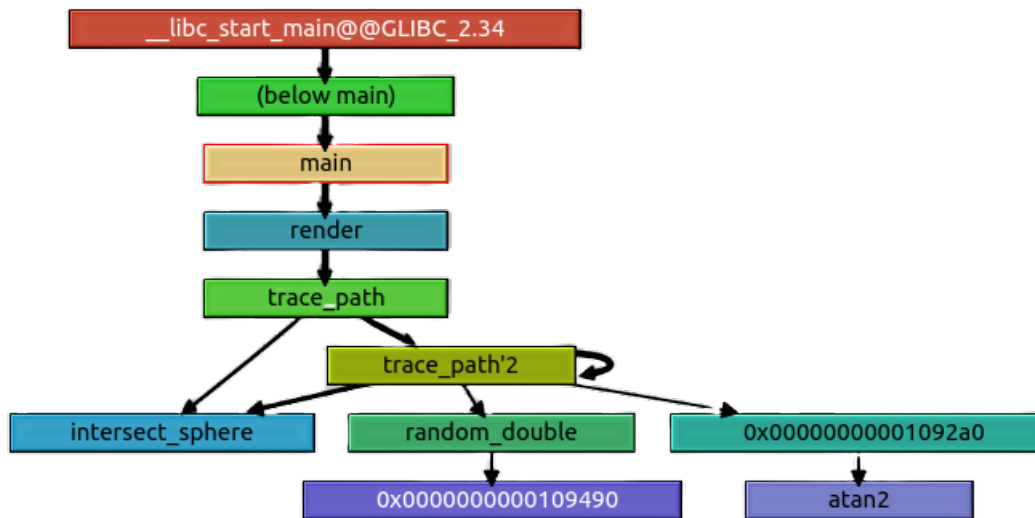 __libc_start_main@@GLIBC_2.34
(below main)
main
render
trace_path
trace_path'2
intersect_sphere
random_double
0x00000000001092a0
0x0000000000109490
atan2